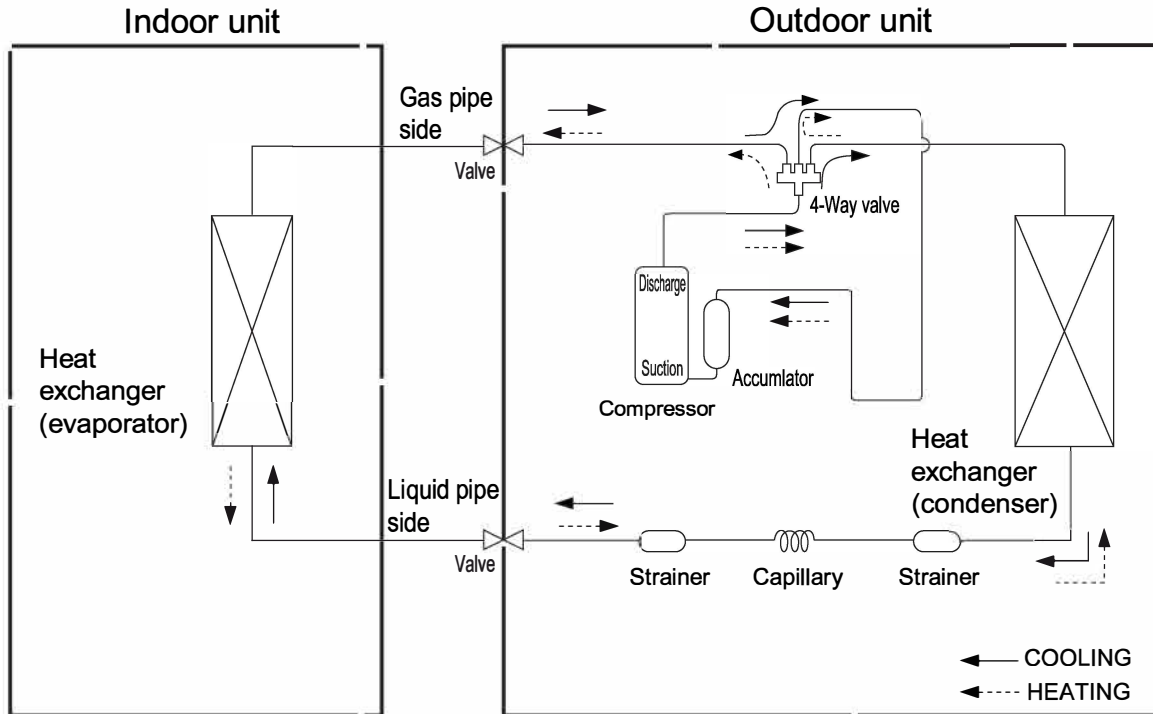 Indoor unit
Outdoor unit
Gas pipe
side
Valve
4-Way valve
Discharge
Suction
Compressor
Accumlator
Heat
exchanger
(evaporator)
Heat
exchanger
(condenser)
Liquid pipe
side
Valve
Strainer
Capillary
Strainer
COOLING
HEATING